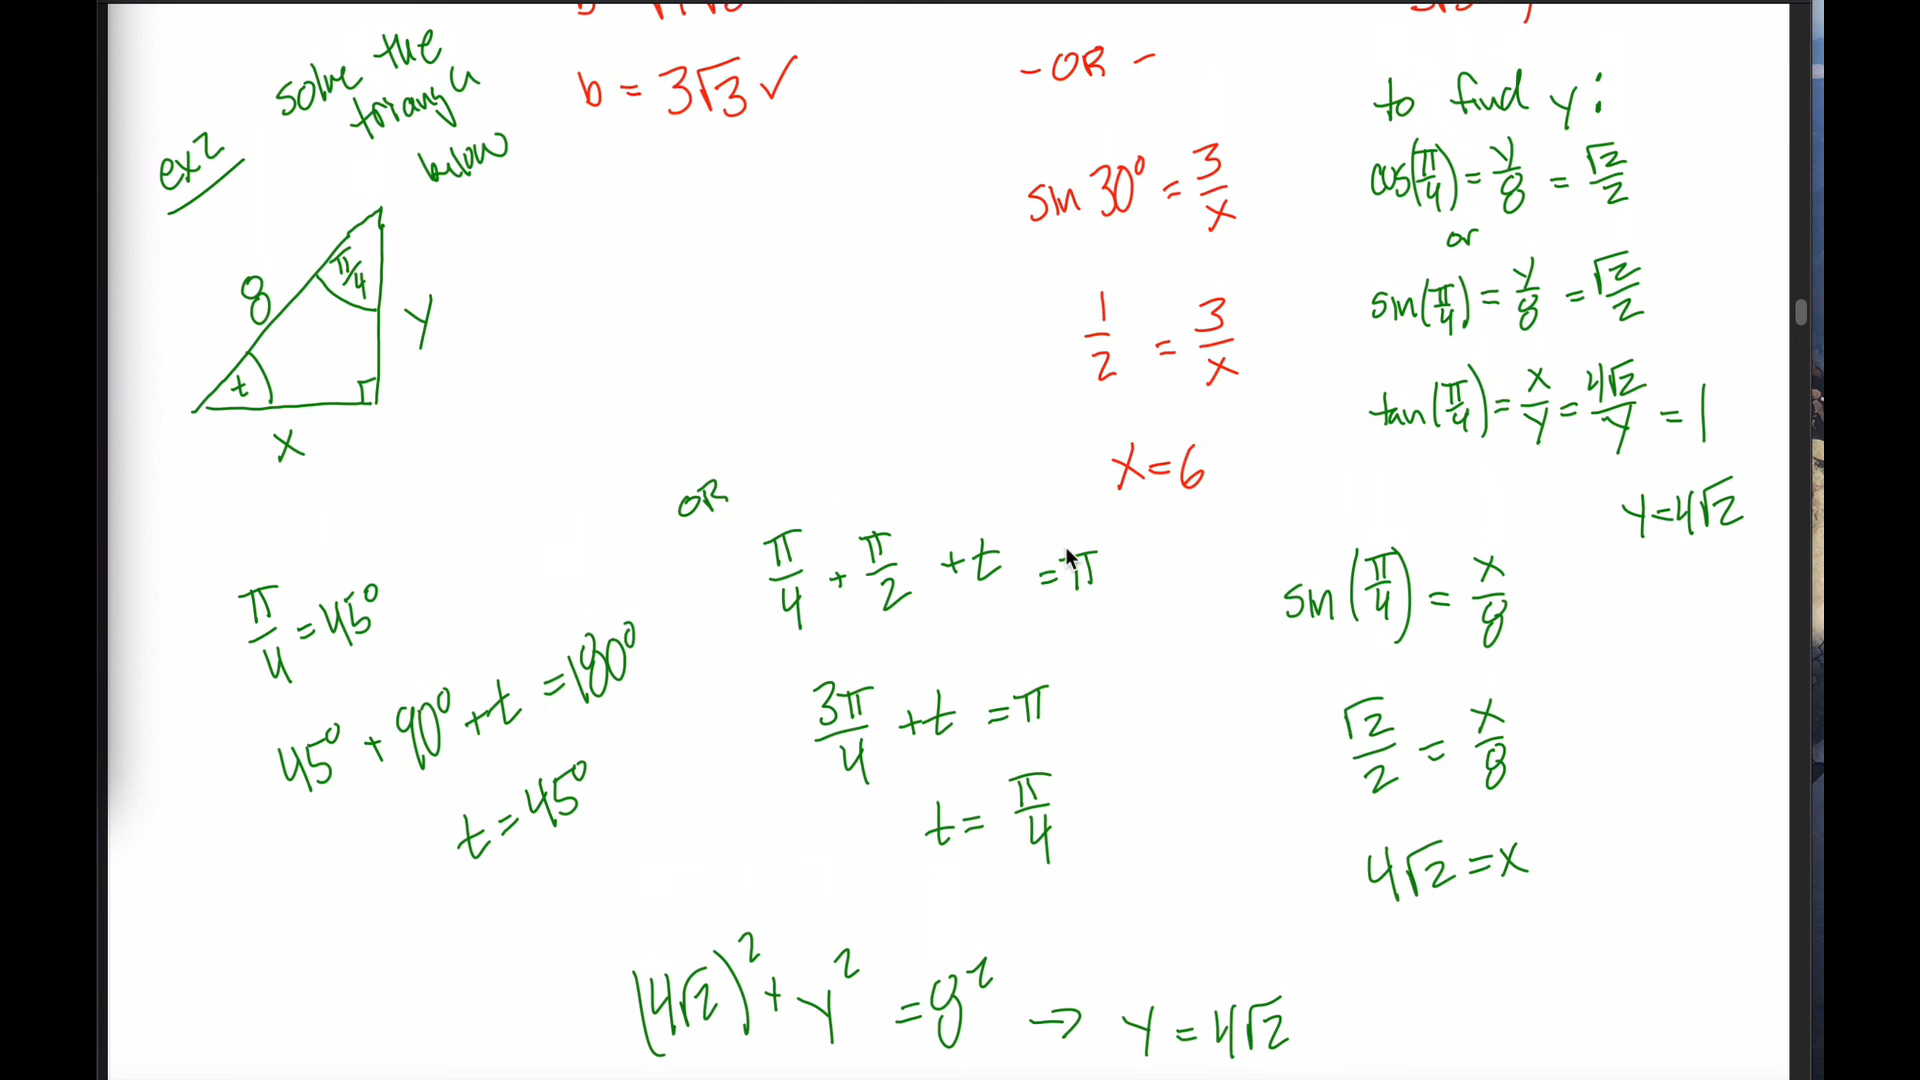 ex2
solve the
triangle
below
8
π/4
y
t
x
b = 3√3 ✓
- OR -
sin 30° = 3/x
1/2 = 3/x
x = 6
to find y:
cos(π/4) = y/8 = √2/2
or
sin(π/4) = y/8 = √2/2
tan(π/4) = x/y = 4√2/y = 1
y = 4√2
π/4 = 45°
45° + 90° + t = 180°
t = 45°
OR
π/4 + π/2 + t = π
3π/4 + t = π
t = π/4
sin(π/4) = x/8
√2/2 = x/8
4√2 = x
(4√2)² + y² = 8² → y = 4√2